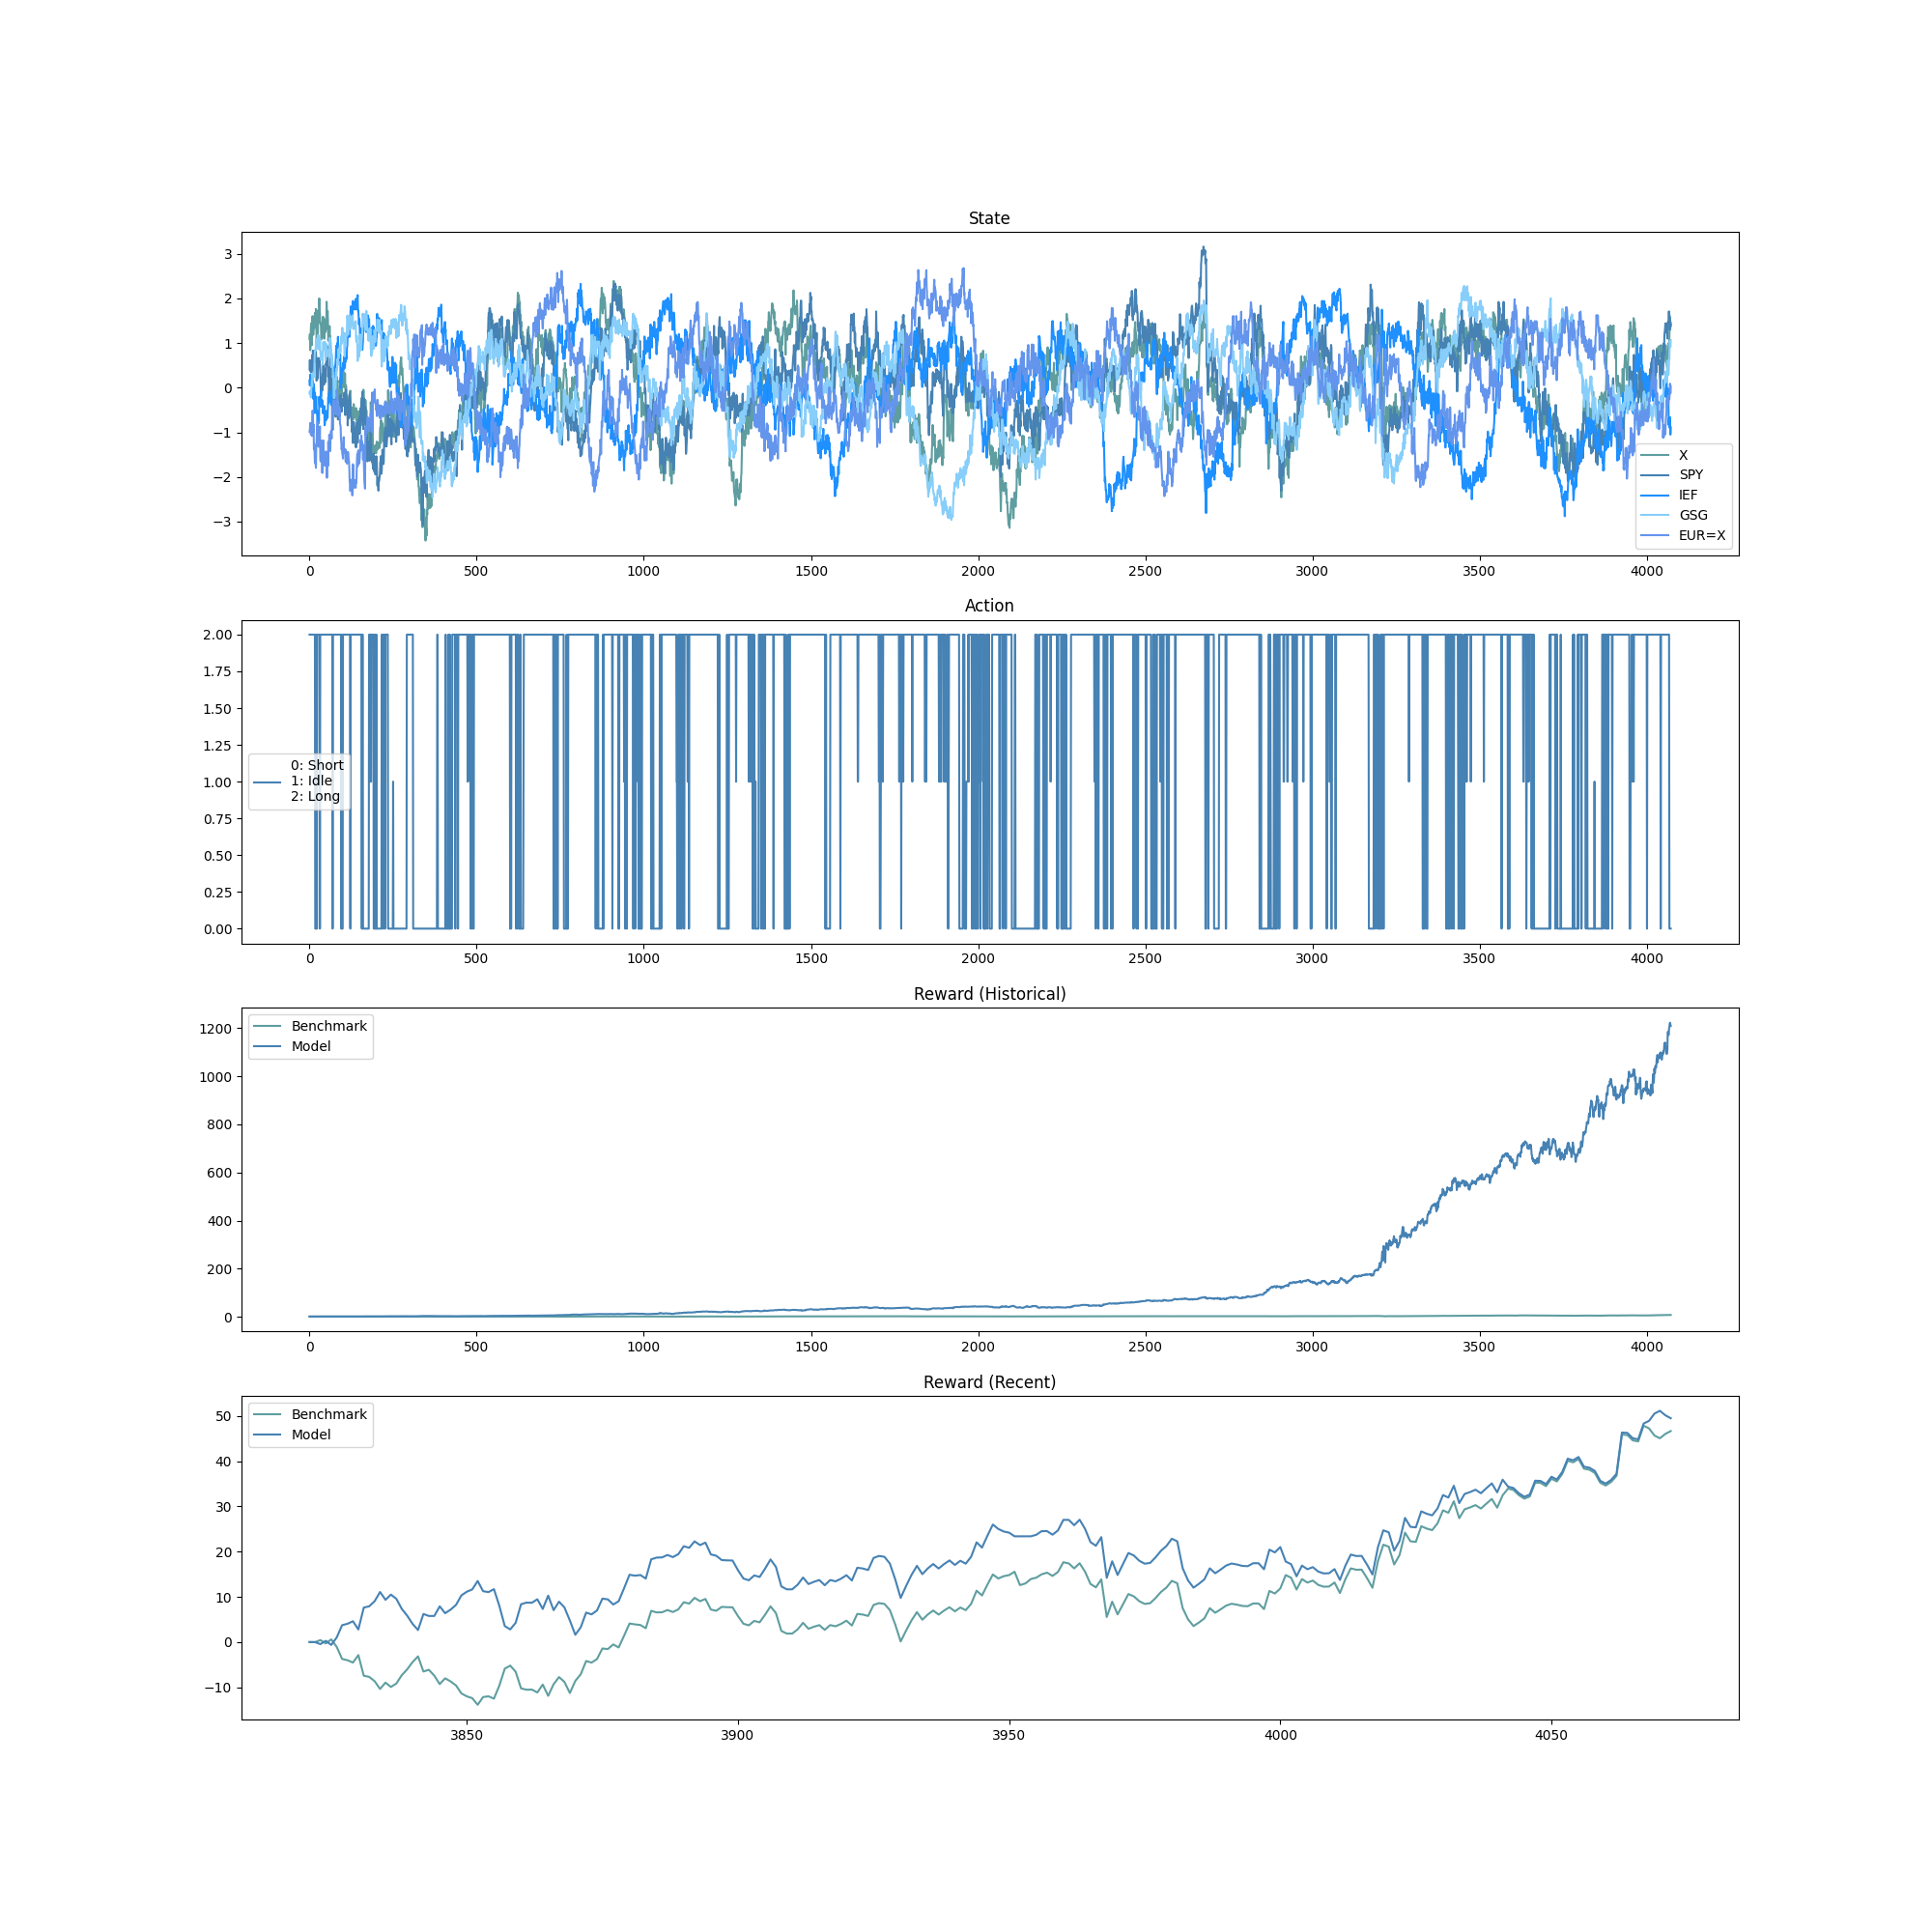 State
3
2
1
0
−1
−2
−3
X
SPY
IEF
GSG
EUR=X
0 500 1000 1500 2000 2500 3000 3500 4000
Action
2.00
1.75
1.50
1.25
1.00
0.75
0.50
0.25
0.00
0: Short
1: Idle
2: Long
0 500 1000 1500 2000 2500 3000 3500 4000
Reward (Historical)
Benchmark
Model
1200
1000
800
600
400
200
0
0 500 1000 1500 2000 2500 3000 3500 4000
Reward (Recent)
Benchmark
Model
50
40
30
20
10
0
−10
3850 3900 3950 4000 4050